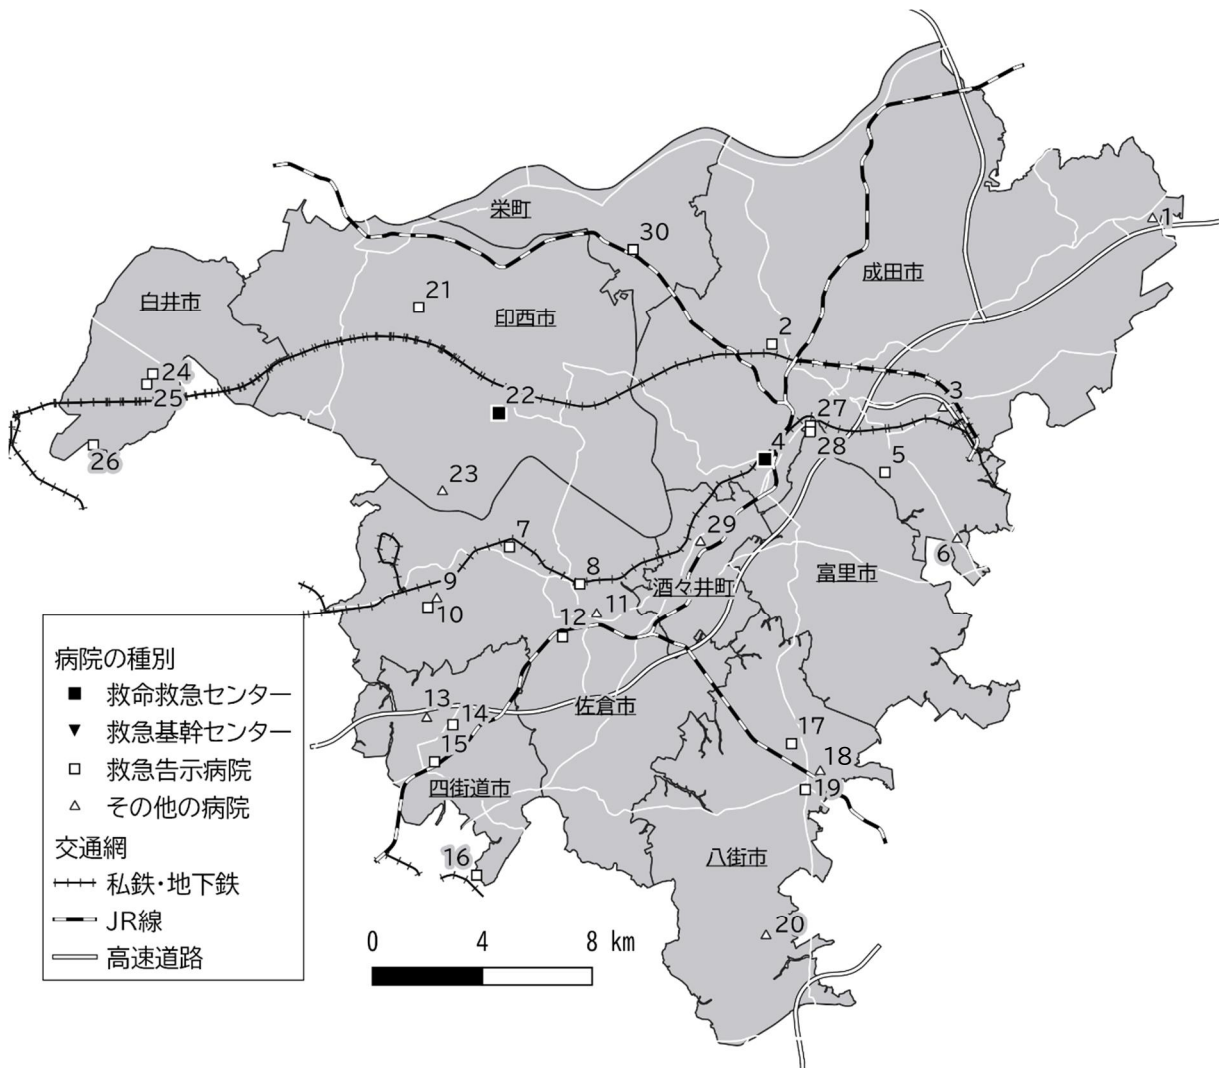 栄町
30
1
成田市
21
白井市
印西市
2
24
25
22
3
27
28
4
26
5
23
29
7
6
8
酒々井町
富里市
9
10
11
12
病院の種別
救命救急センター
救急基幹センター
救急告示病院
その他の病院
交通網
私鉄・地下鉄
JR線
高速道路
13
14
佐倉市
15
17
18
四街道市
19
16
八街市
20
0 4 8 km